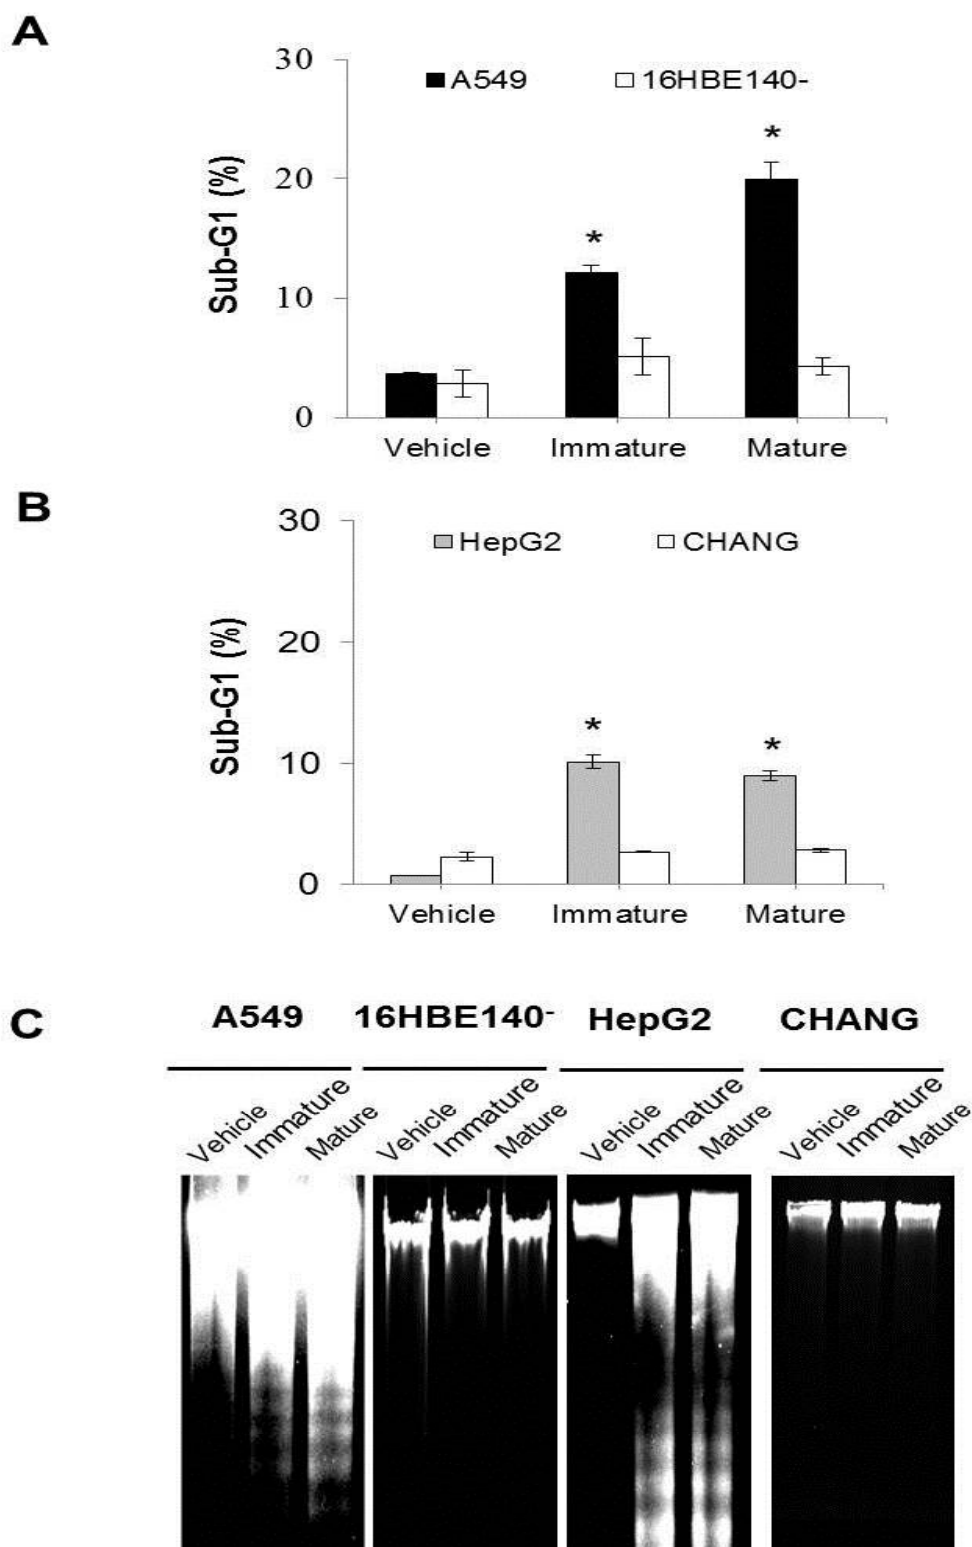 A
30
A549 16HBE140-
*
20
*
Sub-G1 (%)
10
0
Vehicle Immature Mature
B
30
HepG2 CHANG
20
Sub-G1 (%)
*
*
10
0
Vehicle Immature Mature
C
A549 16HBE140- HepG2 CHANG
Vehicle Immature Mature Vehicle Immature Mature Vehicle Immature Mature Vehicle Immature Mature